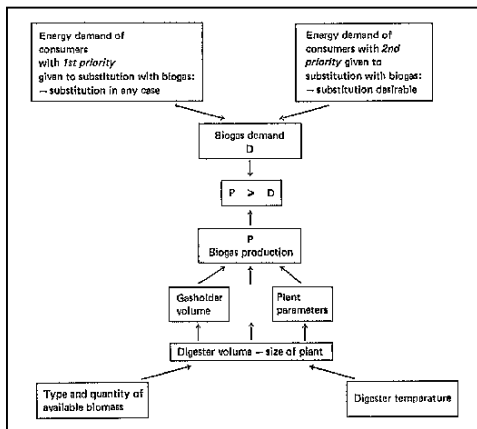 Energy demand of
consumers
with 1st priority
given to substitution with biogas:
– substitution in any case
Energy demand of
consumers with 2nd
priority given to
substitution with biogas:
– substitution desirable
Biogas demand
D
P ⩾ D
P
Biogas production
Gasholder
volume
Plant
parameters
Digester volume – size of plant
Type and quantity of
available biomass
Digester temperature